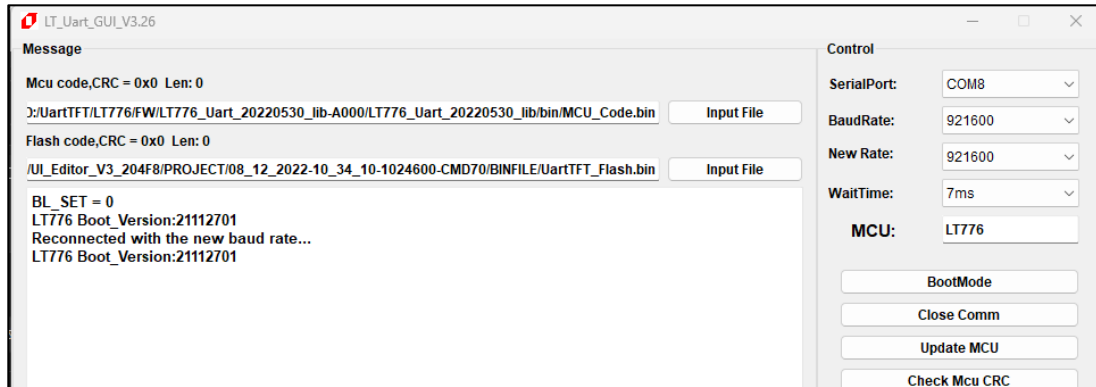 LT_Uart_GUI_V3.26
Message
Mcu code,CRC = 0x0 Len: 0
D:/UartTFT/LT776/FW/LT776_Uart_20220530_lib-A000/LT776_Uart_20220530_lib/bin/MCU_Code.bin
Input File
Flash code,CRC = 0x0 Len: 0
/UI_Editor_V3_204F8/PROJECT/08_12_2022-10_34_10-1024600-CMD70/BINFILE/UartTFT_Flash.bin
Input File
BL_SET = 0
LT776 Boot_Version:21112701
Reconnected with the new baud rate...
LT776 Boot_Version:21112701
Control
SerialPort: COM8
BaudRate: 921600
New Rate: 921600
WaitTime: 7ms
MCU: LT776
BootMode
Close Comm
Update MCU
Check Mcu CRC